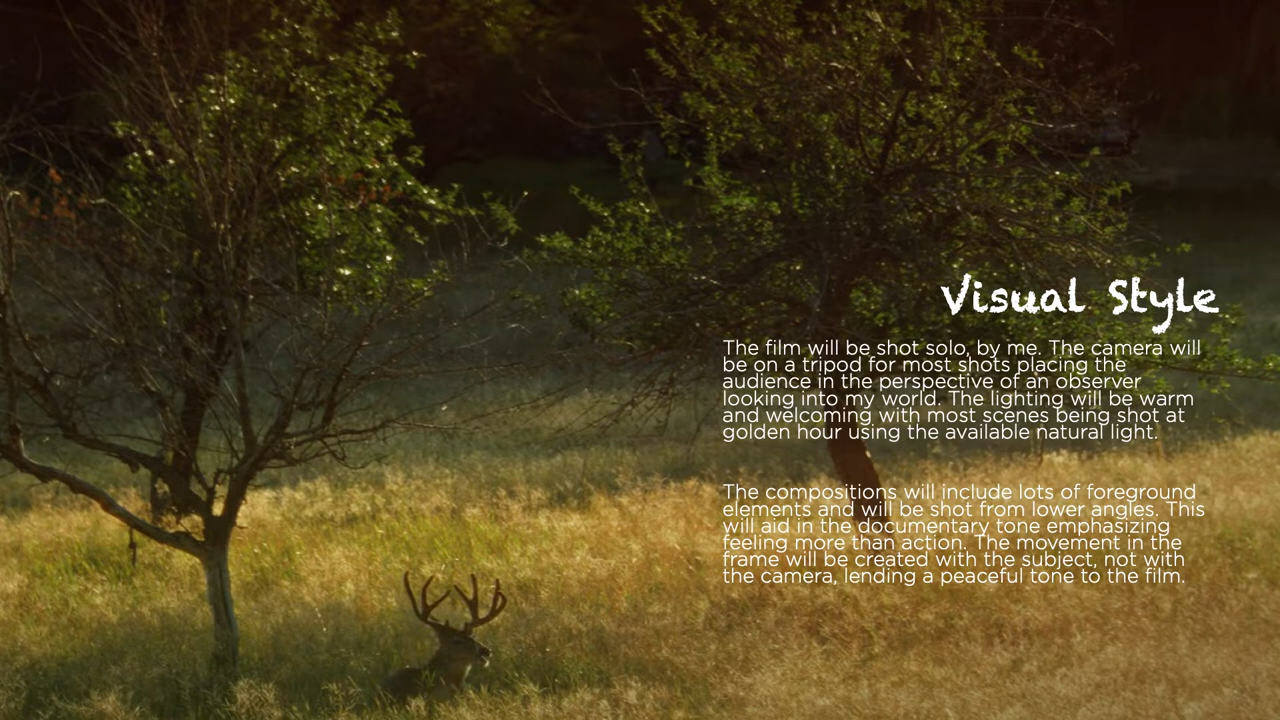 Visual Style
The film will be shot solo, by me. The camera will
be on a tripod for most shots placing the
audience in the perspective of an observer
looking into my world. The lighting will be warm
and welcoming with most scenes being shot at
golden hour using the available natural light.
The compositions will include lots of foreground
elements and will be shot from lower angles. This
will aid in the documentary tone emphasizing
feeling more than action. The movement in the
frame will be created with the subject, not with
the camera, lending a peaceful tone to the film.